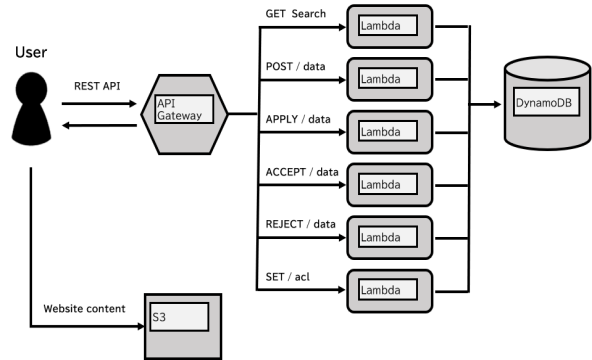 GET Search
Lambda
User
POST / data
Lambda
REST API
API
Gateway
DynamoDB
APPLY / data
Lambda
ACCEPT / data
Lambda
REJECT / data
Lambda
SET / acl
Lambda
Website content
S3